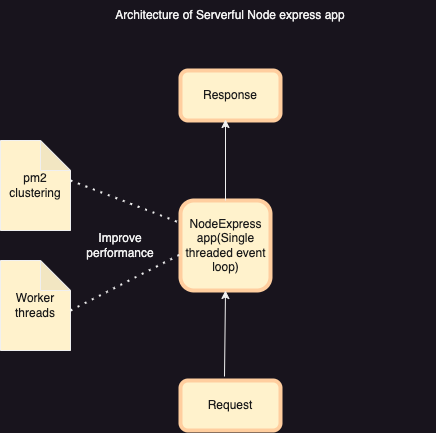 Architecture of Serverful Node express app
Response
pm2
clustering
NodeExpress
app(Single
threaded event
loop)
Improve
performance
Worker
threads
Request